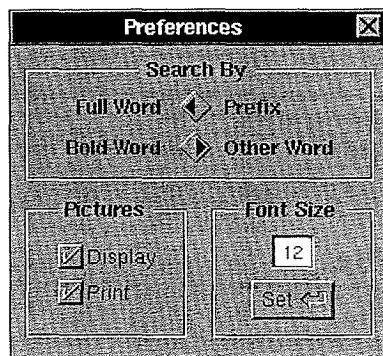 Preferences
Search By
Full Word Prefix
Bold Word Other Word
Pictures Font Size
Display 12
Print Set